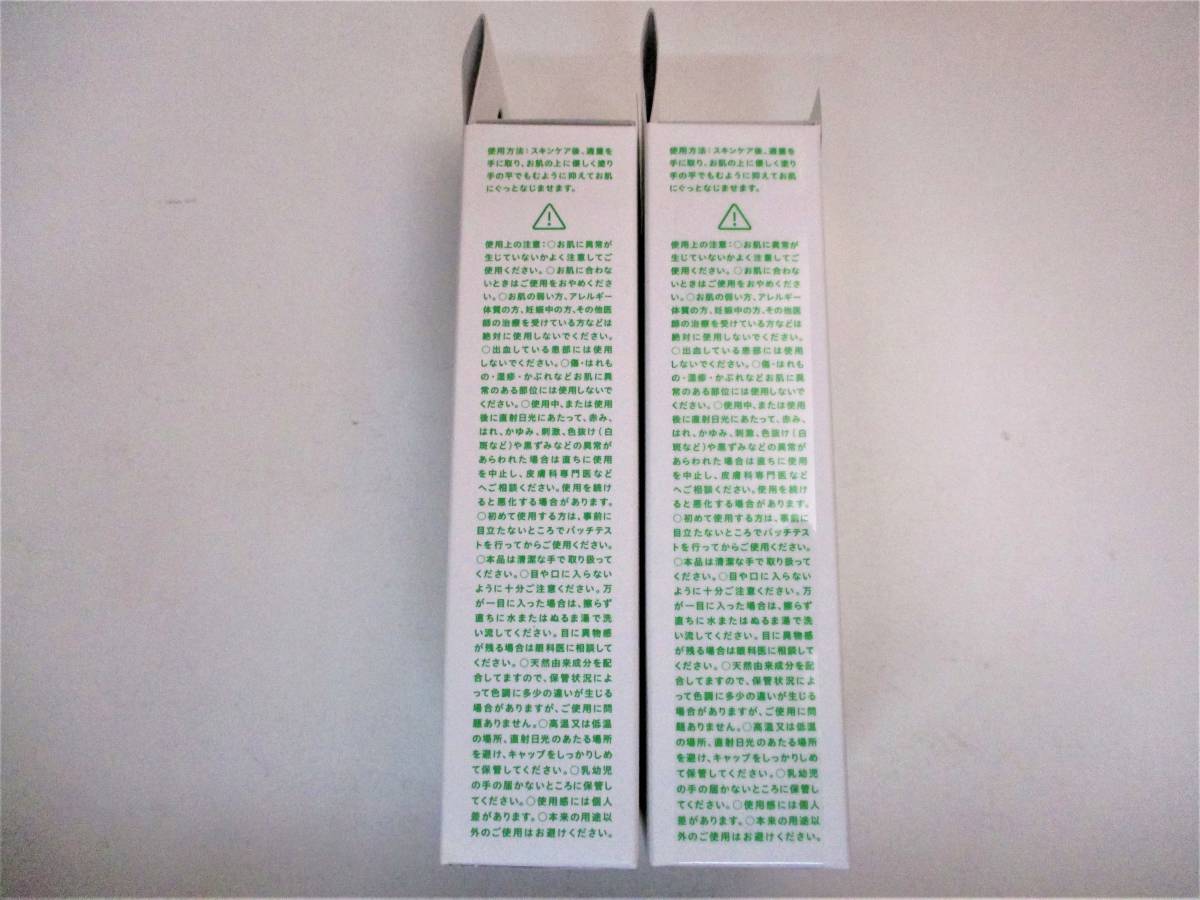 使用方法：スキンケア後、適量を
手に取り、お肌の上に優しく塗り
手の平でもむように抑えてお肌
にぐっとなじませます。
使用上の注意：○お肌に異常が
生じていないかよく注意してご
使用ください。○お肌に合わな
いときはご使用をおやめくださ
い。○お肌の弱い方、アレルギー
体質の方、妊娠中の方、その他医
師の治療を受けている方などは
絶対に使用しないでください。
○出血している患部には使用
しないでください。○傷・はれも
の・湿疹・かぶれなどお肌に異
常のある部位には使用しないで
ください。○使用中、または使用
後に直射日光にあたって、赤み、
はれ、かゆみ、刺激、色抜け（白
斑など）や黒ずみなどの異常が
あらわれた場合は直ちに使用
を中止し、皮膚科専門医など
へご相談ください。使用を続け
ると悪化する場合があります。
○初めて使用する方は、事前に
目立たないところでパッチテス
トを行ってからご使用ください。
○本品は清潔な手で取り扱って
ください。○目や口に入らない
ように十分ご注意ください。万
が一目に入った場合は、擦らず
直ちに水またはぬるま湯で洗
い流してください。目に異物感
が残る場合は眼科医に相談して
ください。○天然由来成分を配
合してますので、保管状況によ
って色調に多少の違いが生じる
場合がありますが、ご使用に問
題ありません。○高温又は低温
の場所、直射日光のあたる場所
を避け、キャップをしっかりしめ
て保管してください。○乳幼児
の手の届かないところに保管し
てください。○使用感には個人
差があります。○本来の用途以
外のご使用はお避けください。
使用方法：スキンケア後、適量を
手に取り、お肌の上に優しく塗り
手の平でもむように抑えてお肌
にぐっとなじませます。
使用上の注意：○お肌に異常が
生じていないかよく注意してご
使用ください。○お肌に合わな
いときはご使用をおやめくださ
い。○お肌の弱い方、アレルギー
体質の方、妊娠中の方、その他医
師の治療を受けている方などは
絶対に使用しないでください。
○出血している患部には使用
しないでください。○傷・はれも
の・湿疹・かぶれなどお肌に異
常のある部位には使用しないで
ください。○使用中、または使用
後に直射日光にあたって、赤み、
はれ、かゆみ、刺激、色抜け（白
斑など）や黒ずみなどの異常が
あらわれた場合は直ちに使用
を中止し、皮膚科専門医など
へご相談ください。使用を続け
ると悪化する場合があります。
○初めて使用する方は、事前に
目立たないところでパッチテス
トを行ってからご使用ください。
○本品は清潔な手で取り扱って
ください。○目や口に入らない
ように十分ご注意ください。万
が一目に入った場合は、擦らず
直ちに水またはぬるま湯で洗
い流してください。目に異物感
が残る場合は眼科医に相談して
ください。○天然由来成分を配
合してますので、保管状況によ
って色調に多少の違いが生じる
場合がありますが、ご使用に問
題ありません。○高温又は低温
の場所、直射日光のあたる場所
を避け、キャップをしっかりしめ
て保管してください。○乳幼児
の手の届かないところに保管し
てください。○使用感には個人
差があります。○本来の用途以
外のご使用はお避けください。